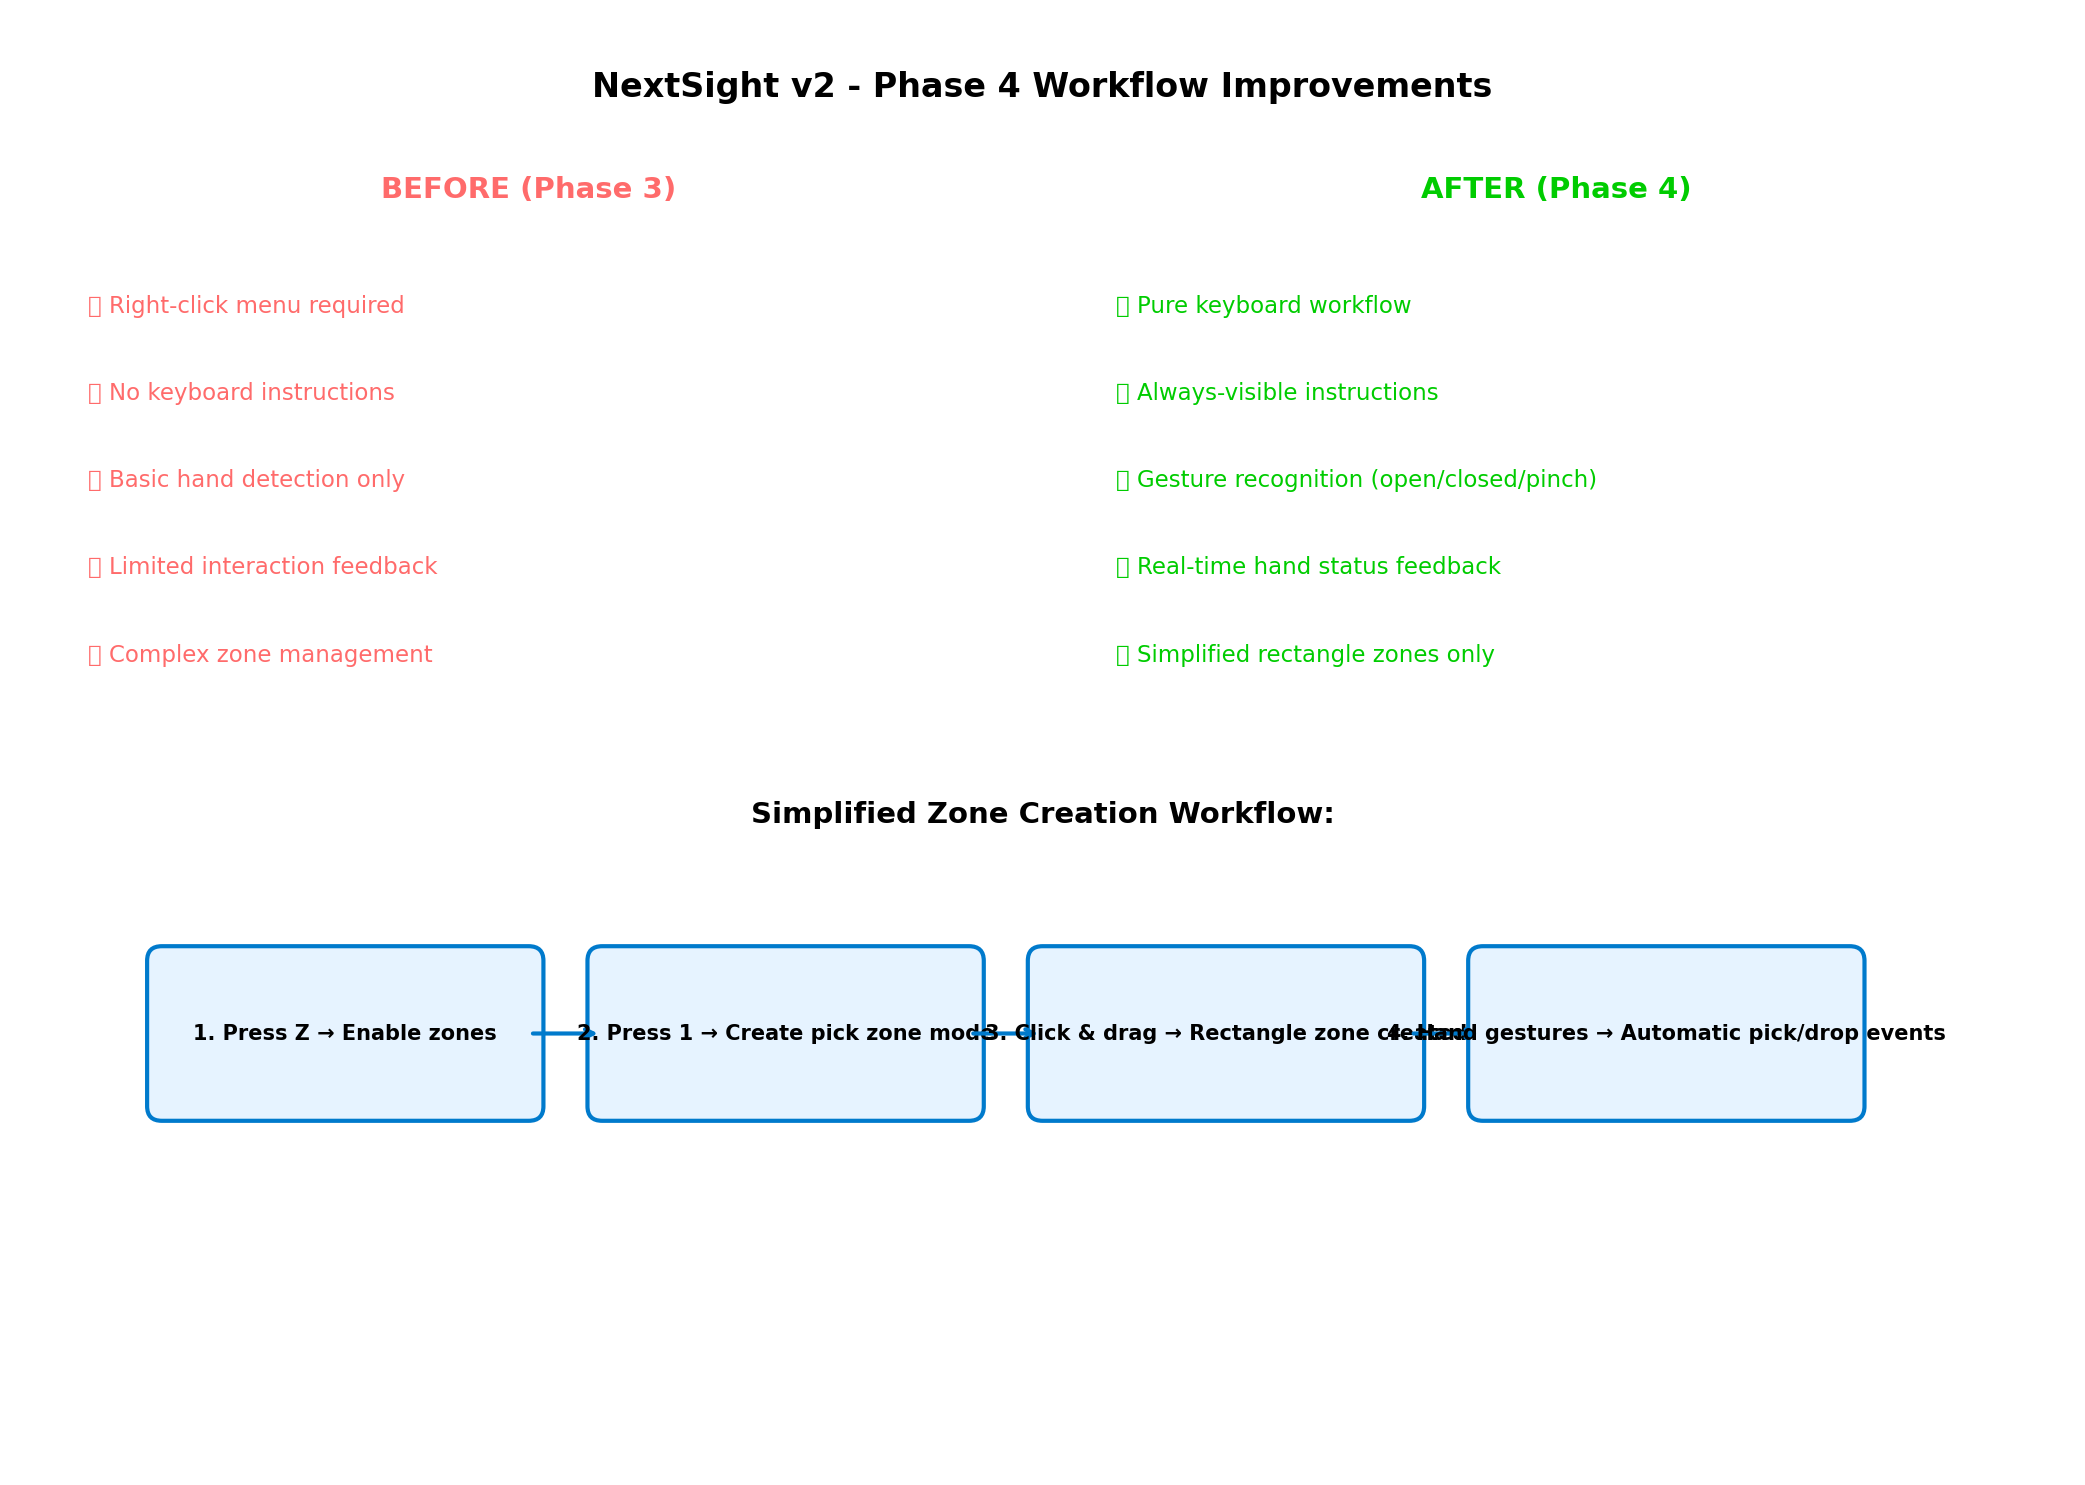 NextSight v2 - Phase 4 Workflow Improvements
BEFORE (Phase 3)
AFTER (Phase 4)
Right-click menu required
Pure keyboard workflow
No keyboard instructions
Always-visible instructions
Basic hand detection only
Gesture recognition (open/closed/pinch)
Limited interaction feedback
Real-time hand status feedback
Complex zone management
Simplified rectangle zones only
Simplified Zone Creation Workflow:
1. Press Z → Enable zones
2. Press 1 → Create pick zone mode
3. Click & drag → Rectangle zone created
4. Hand gestures → Automatic pick/drop events